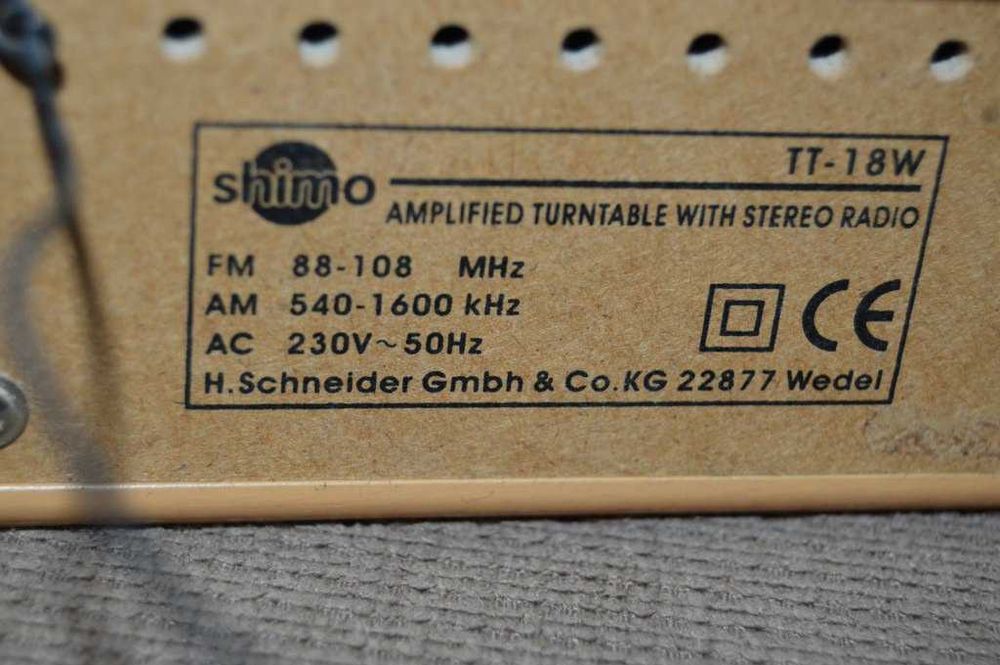 shimo
TT-18W
AMPLIFIED TURNTABLE WITH STEREO RADIO
FM 88-108 MHz
AM 540-1600 kHz
AC 230V~50Hz
CE
H.Schneider Gmbh & Co.KG 22877 Wedel